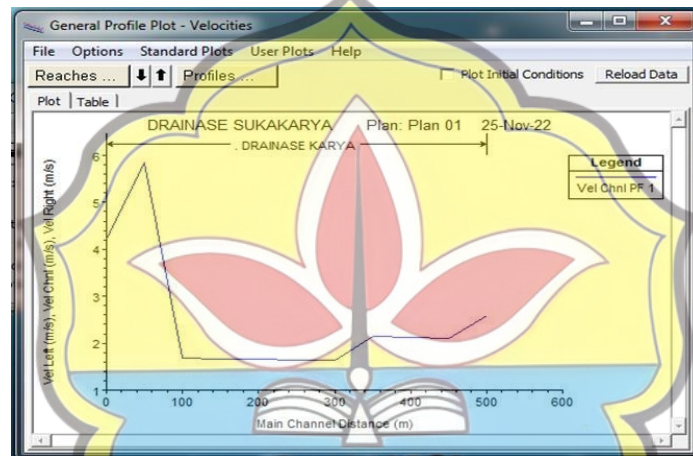 General Profile Plot - Velocities
File Options Standard Plots User Plots Help
Reaches ... Profiles ... Plot Initial Conditions Reload Data
Plot Table
DRAINASE SUKAKARYA Plan: Plan 01 25-Nov-22
. DRAINASE KARYA
Legend
Vel Chnl PF 1
Vel Left (m/s), Vel Chnl (m/s), Vel Right (m/s)
6
5
4
3
2
1
0 100 200 300 400 500 600
Main Channel Distance (m)